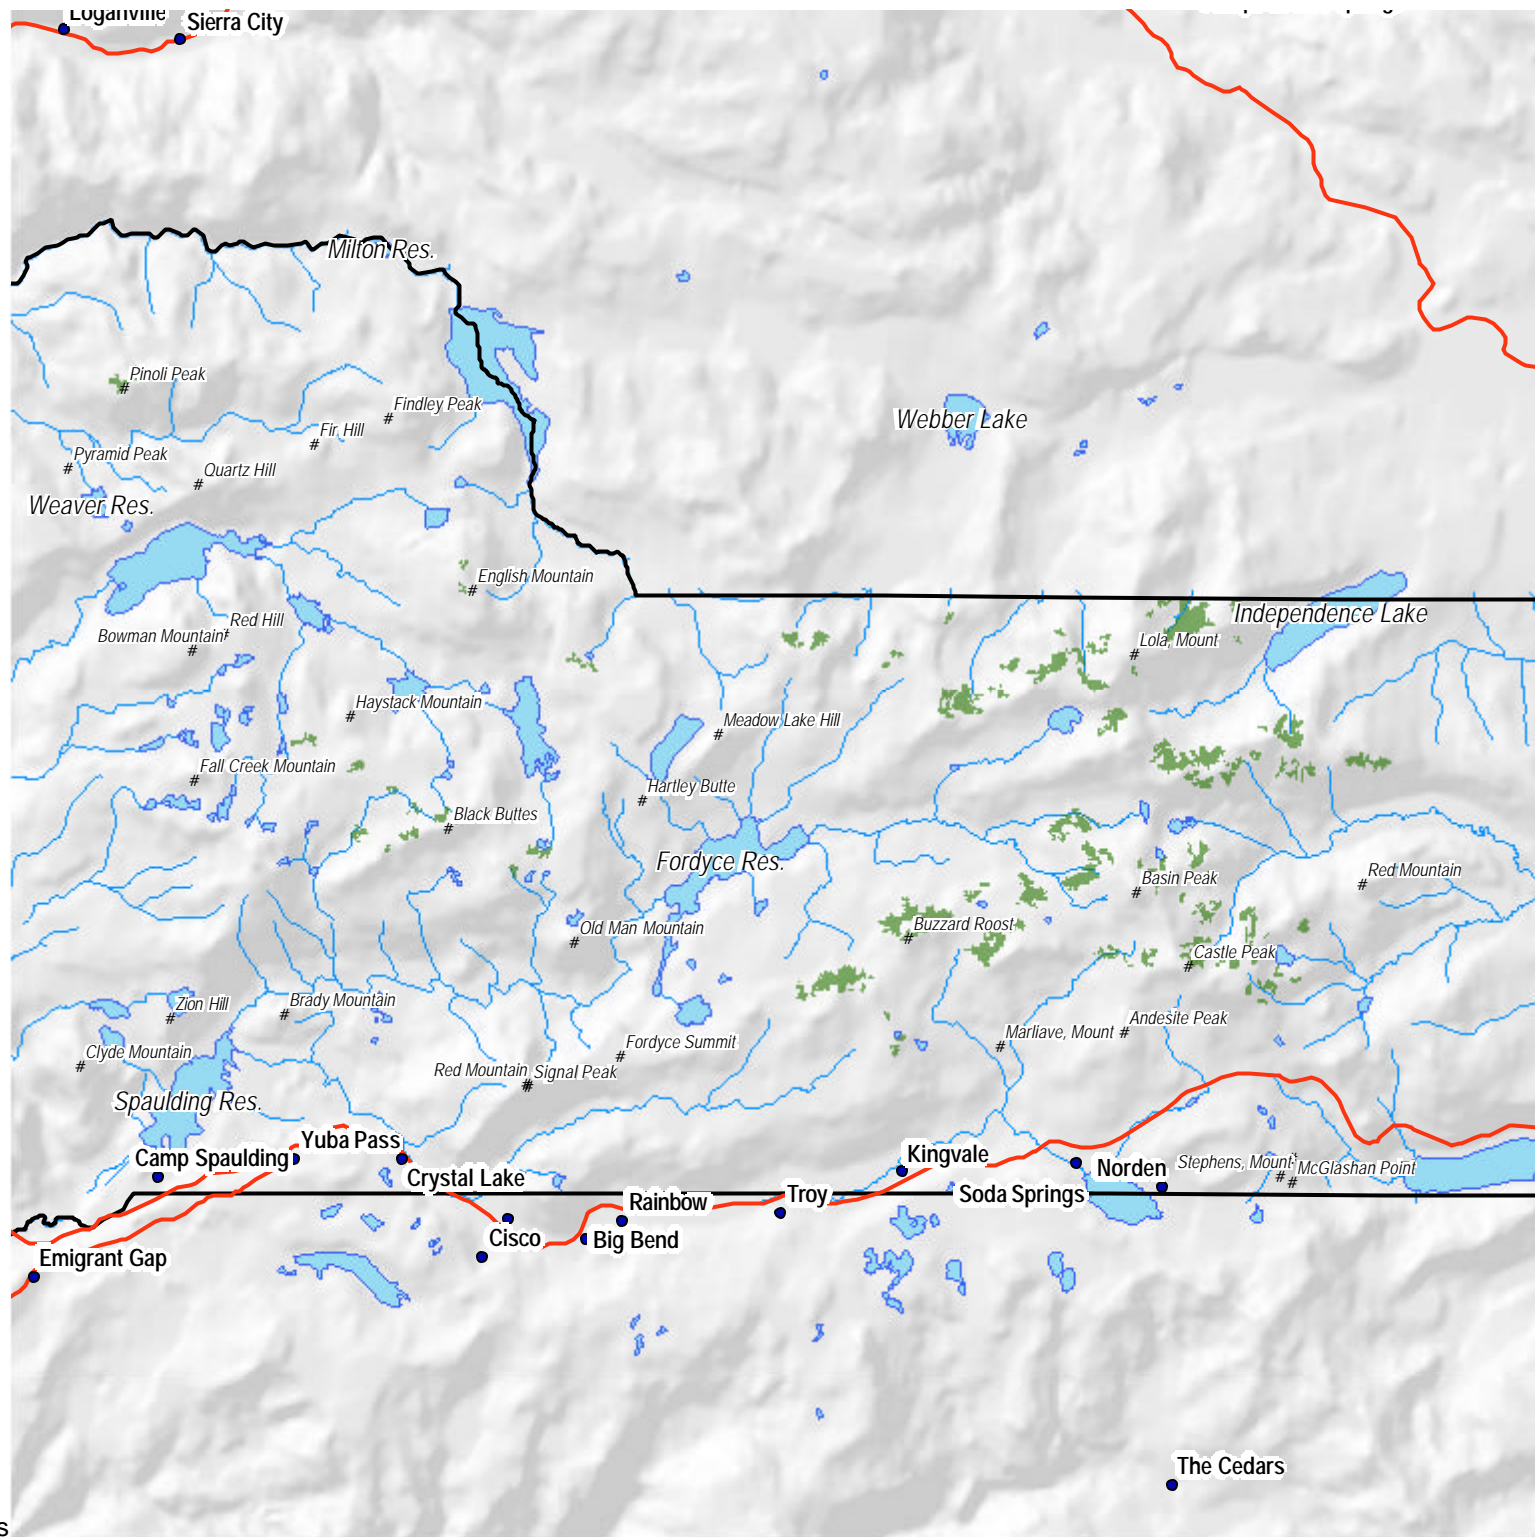 Loganville
Sierra City
Milton Res.
Pinoli Peak
Findley Peak
Fir Hill
Webber Lake
Pyramid Peak
Quartz Hill
Weaver Res.
English Mountain
Independence Lake
Red Hill
Bowman Mountain
Lola, Mount
Haystack Mountain
Meadow Lake Hill
Fall Creek Mountain
Hartley Butte
Black Buttes
Fordyce Res.
Red Mountain
Basin Peak
Buzzard Roost
Old Man Mountain
Castle Peak
Zion Hill
Brady Mountain
Andesite Peak
Marliave, Mount
Fordyce Summit
Clyde Mountain
Red Mountain
Signal Peak
Spaulding Res.
Yuba Pass
Camp Spaulding
Kingvale
Norden
Stephens, Mount
McGlashan Point
Crystal Lake
Troy
Soda Springs
Rainbow
Cisco
Big Bend
Emigrant Gap
The Cedars
s